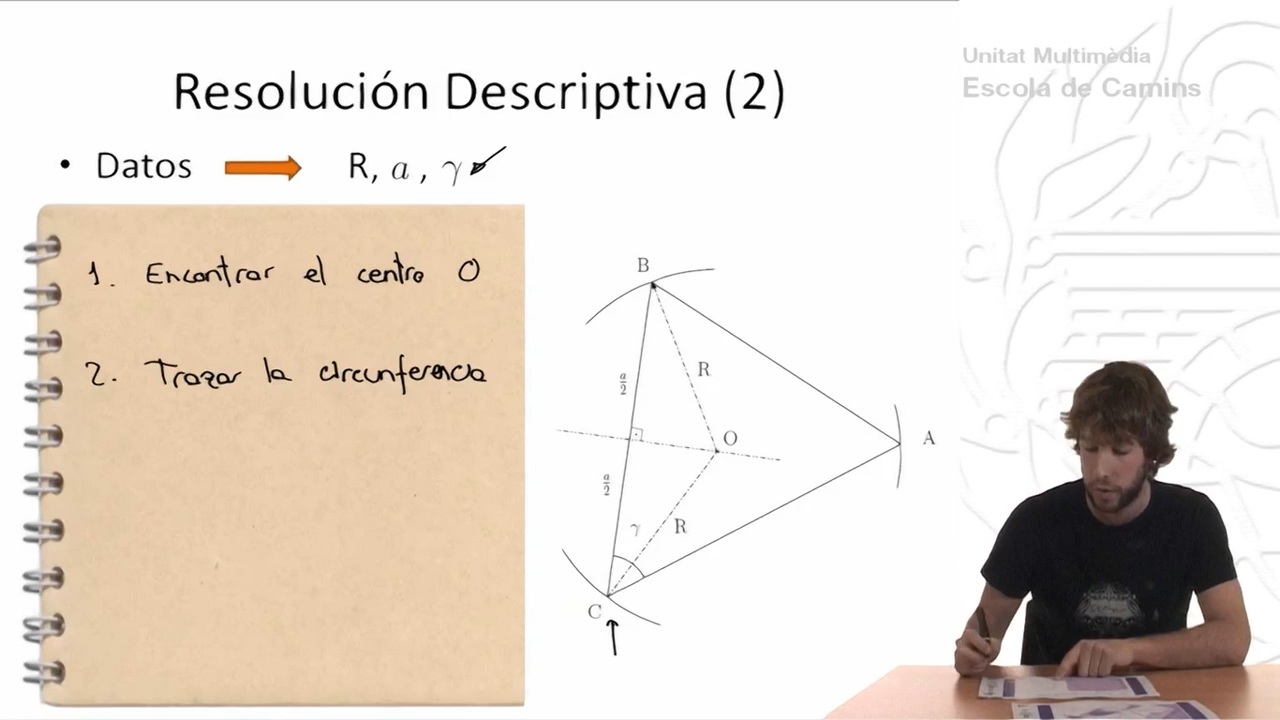 Unitat Multimèdia
Escola de Camins
Resolución Descriptiva (2)
• Datos R, a, γ
1. Encontrar el centro O
2. Trazar la circunferencia
B
a/2
R
O
A
a/2
γ
R
C